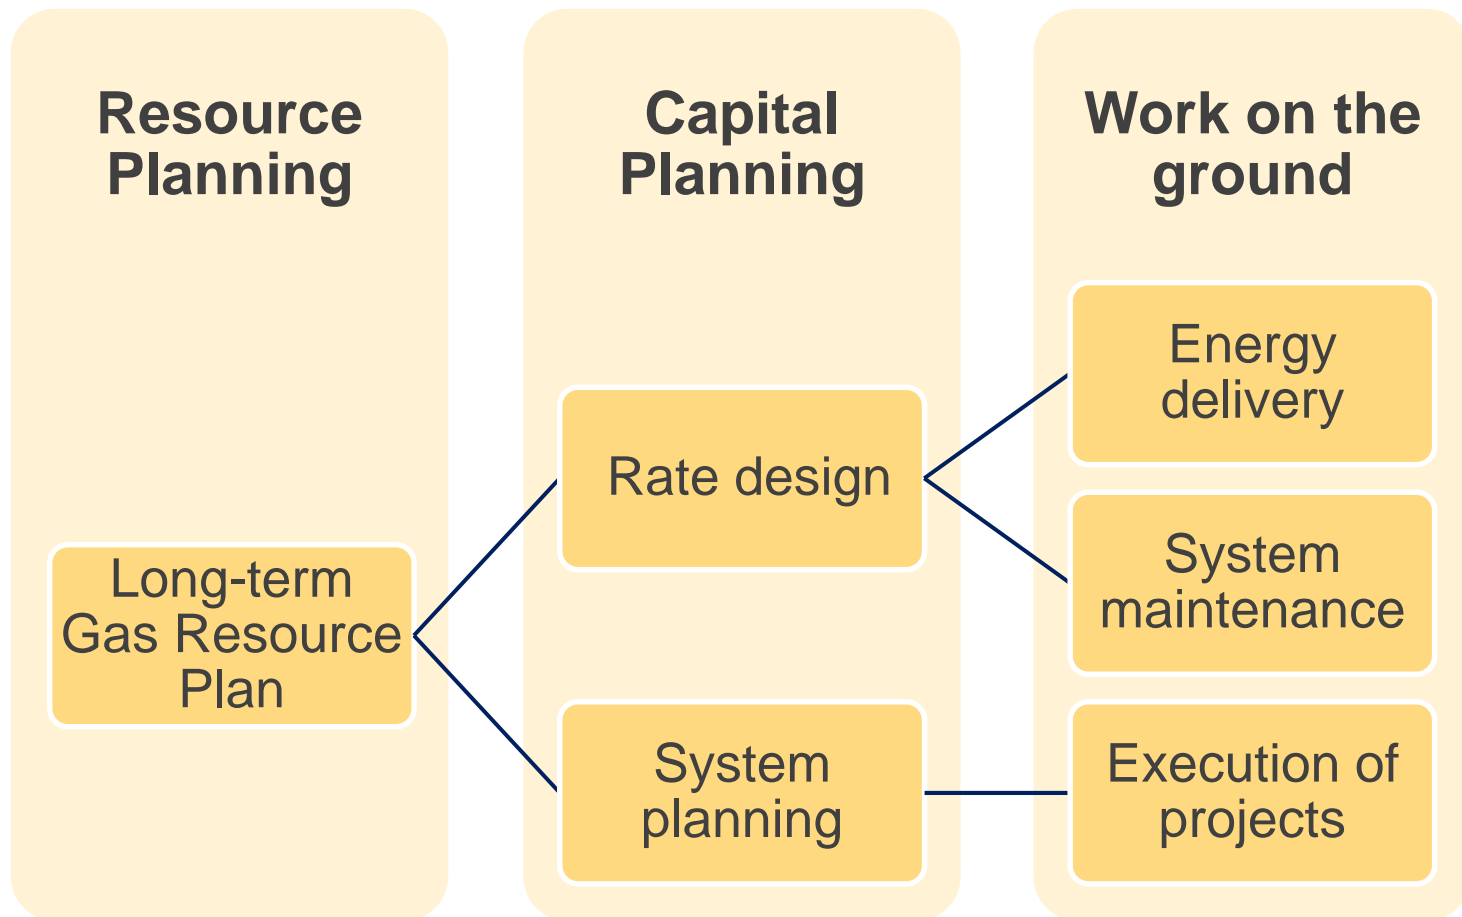 Resource
Planning
Capital
Planning
Work on the
ground
Long-term
Gas Resource
Plan
Rate design
System
planning
Energy
delivery
System
maintenance
Execution of
projects